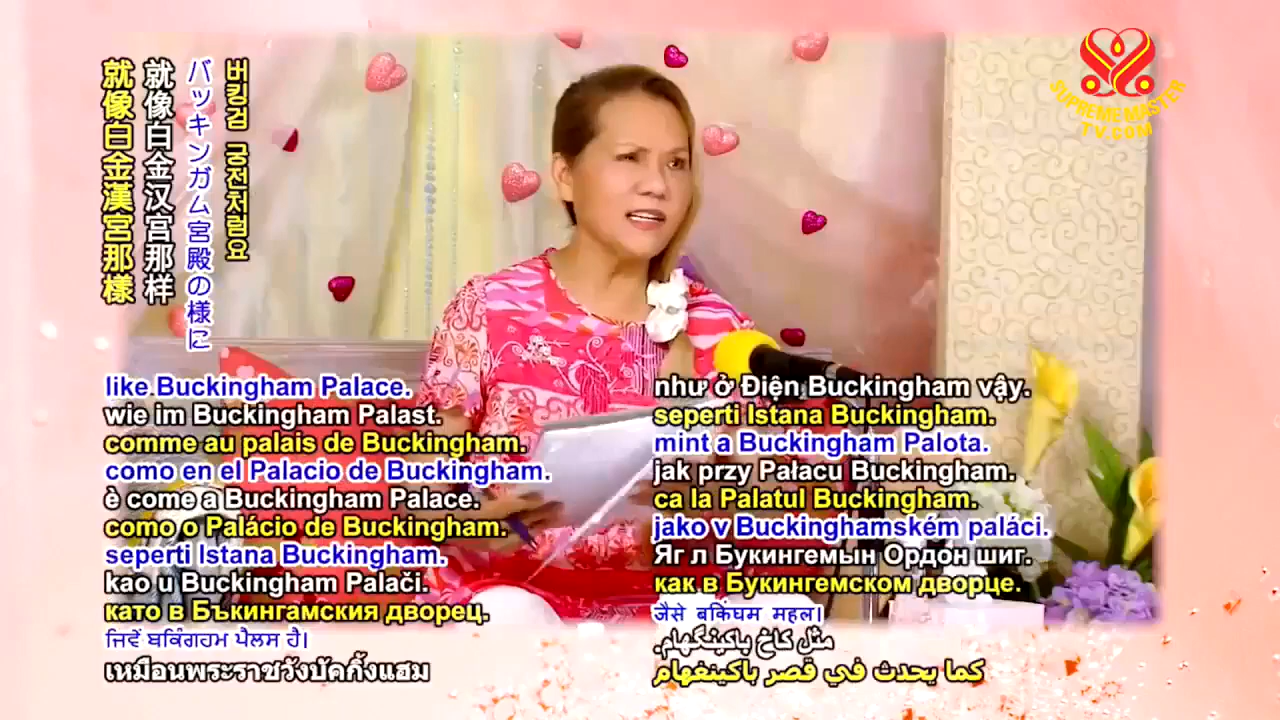 SUPREME MASTER
TV.COM
버킹검 궁전처럼요
バッキンガム宮殿の様に
就像白金汉宫那样
就像白金漢宮那樣
like Buckingham Palace.
wie im Buckingham Palast.
comme au palais de Buckingham.
como en el Palacio de Buckingham.
è come a Buckingham Palace.
como o Palácio de Buckingham.
seperti Istana Buckingham.
kao u Buckingham Palači.
като в Бъкингамския дворец.
ਜਿਵੇਂ ਬਕਿੰਗਹਮ ਪੈਲਸ ਹੈ।
เหมือนพระราชวังบัคกิ้งแฮม
như ở Điện Buckingham vậy.
seperti Istana Buckingham.
mint a Buckingham Palota.
jak przy Pałacu Buckingham.
ca la Palatul Buckingham.
jako v Buckinghamském paláci.
Яг л Букингемын Ордон шиг.
как в Букингемском дворце.
जैसे बकिंघम महल।
مثل کاخ باکینگهام.
كما يحدث في قصر باكينغهام